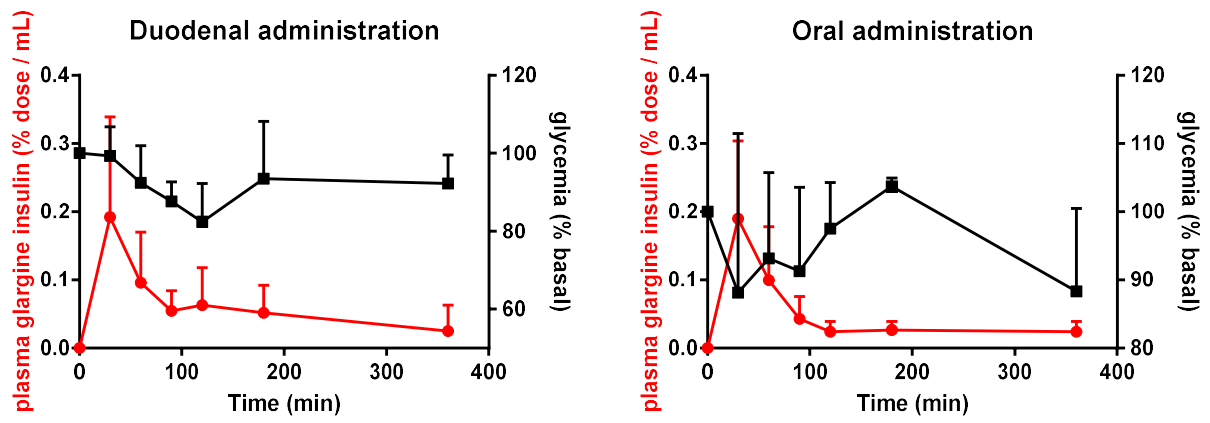 Duodenal administration
plasma glargine insulin (% dose / mL)
0.4
0.3
0.2
0.1
0.0
120
100
80
60
glycemia (% basal)
0 100 200 300 400
Time (min)
Oral administration
plasma glargine insulin (% dose / mL)
0.4
0.3
0.2
0.1
0.0
120
110
100
90
80
glycemia (% basal)
0 100 200 300 400
Time (min)